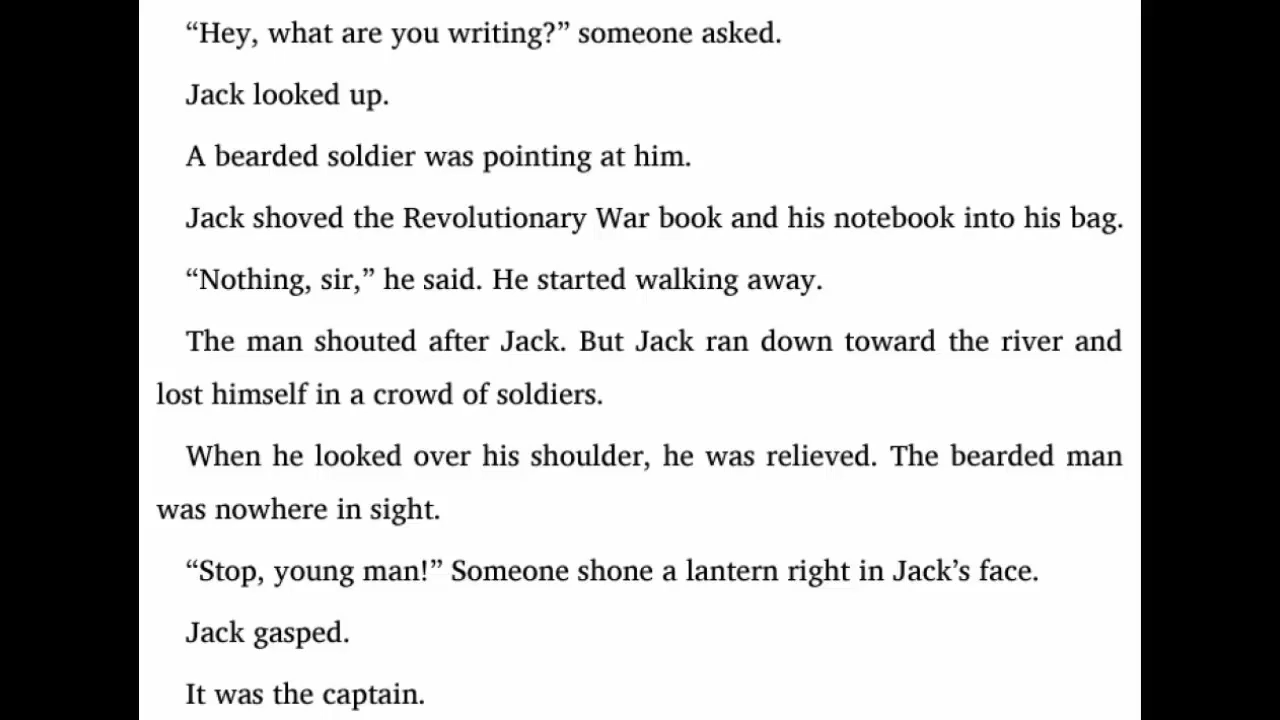 “Hey, what are you writing?” someone asked.
Jack looked up.
A bearded soldier was pointing at him.
Jack shoved the Revolutionary War book and his notebook into his bag.
“Nothing, sir,” he said. He started walking away.
The man shouted after Jack. But Jack ran down toward the river and
lost himself in a crowd of soldiers.
When he looked over his shoulder, he was relieved. The bearded man
was nowhere in sight.
“Stop, young man!” Someone shone a lantern right in Jack’s face.
Jack gasped.
It was the captain.